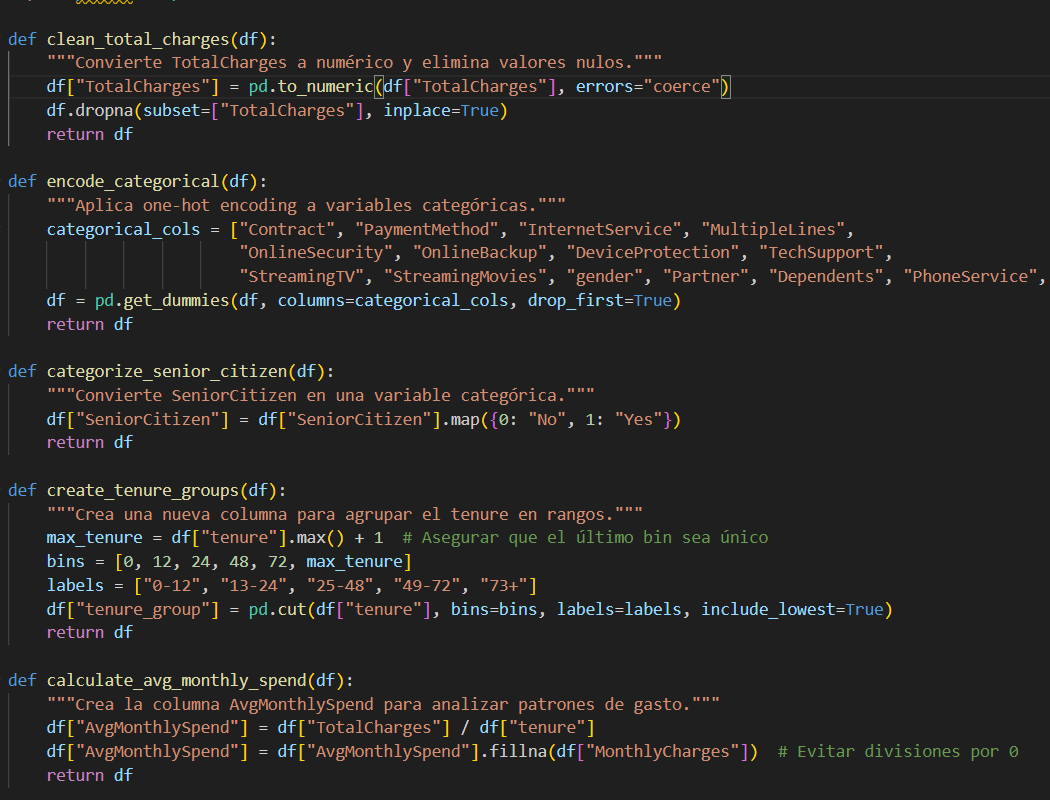 def clean_total_charges(df):
    """Convierte TotalCharges a numérico y elimina valores nulos."""
    df["TotalCharges"] = pd.to_numeric(df["TotalCharges"], errors="coerce")
    df.dropna(subset=["TotalCharges"], inplace=True)
    return df
def encode_categorical(df):
    """Aplica one-hot encoding a variables categóricas."""
    categorical_cols = ["Contract", "PaymentMethod", "InternetService", "MultipleLines",
                        "OnlineSecurity", "OnlineBackup", "DeviceProtection", "TechSupport",
                        "StreamingTV", "StreamingMovies", "gender", "Partner", "Dependents", "PhoneService",
    df = pd.get_dummies(df, columns=categorical_cols, drop_first=True)
    return df
def categorize_senior_citizen(df):
    """Convierte SeniorCitizen en una variable categórica."""
    df["SeniorCitizen"] = df["SeniorCitizen"].map({0: "No", 1: "Yes"})
    return df
def create_tenure_groups(df):
    """Crea una nueva columna para agrupar el tenure en rangos."""
    max_tenure = df["tenure"].max() + 1  # Asegurar que el último bin sea único
    bins = [0, 12, 24, 48, 72, max_tenure]
    labels = ["0-12", "13-24", "25-48", "49-72", "73+"]
    df["tenure_group"] = pd.cut(df["tenure"], bins=bins, labels=labels, include_lowest=True)
    return df
def calculate_avg_monthly_spend(df):
    """Crea la columna AvgMonthlySpend para analizar patrones de gasto."""
    df["AvgMonthlySpend"] = df["TotalCharges"] / df["tenure"]
    df["AvgMonthlySpend"] = df["AvgMonthlySpend"].fillna(df["MonthlyCharges"])  # Evitar divisiones por 0
    return df